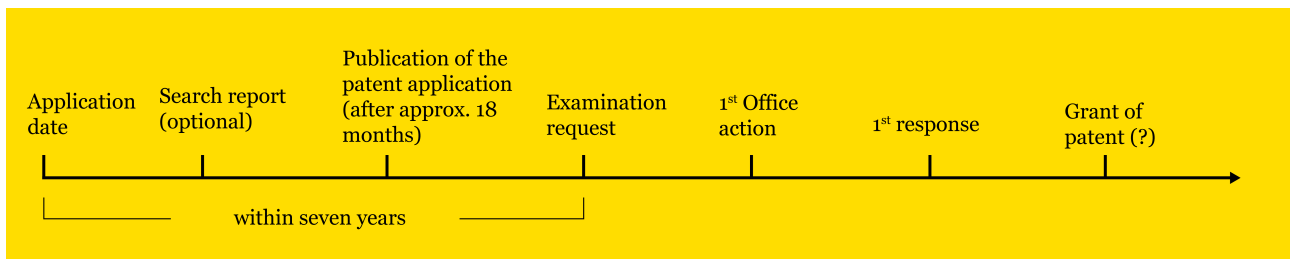 Application
date
Search report
(optional)
Publication of the
patent application
(after approx. 18
months)
Examination
request
1st Office
action
1st response
Grant of
patent (?)
within seven years